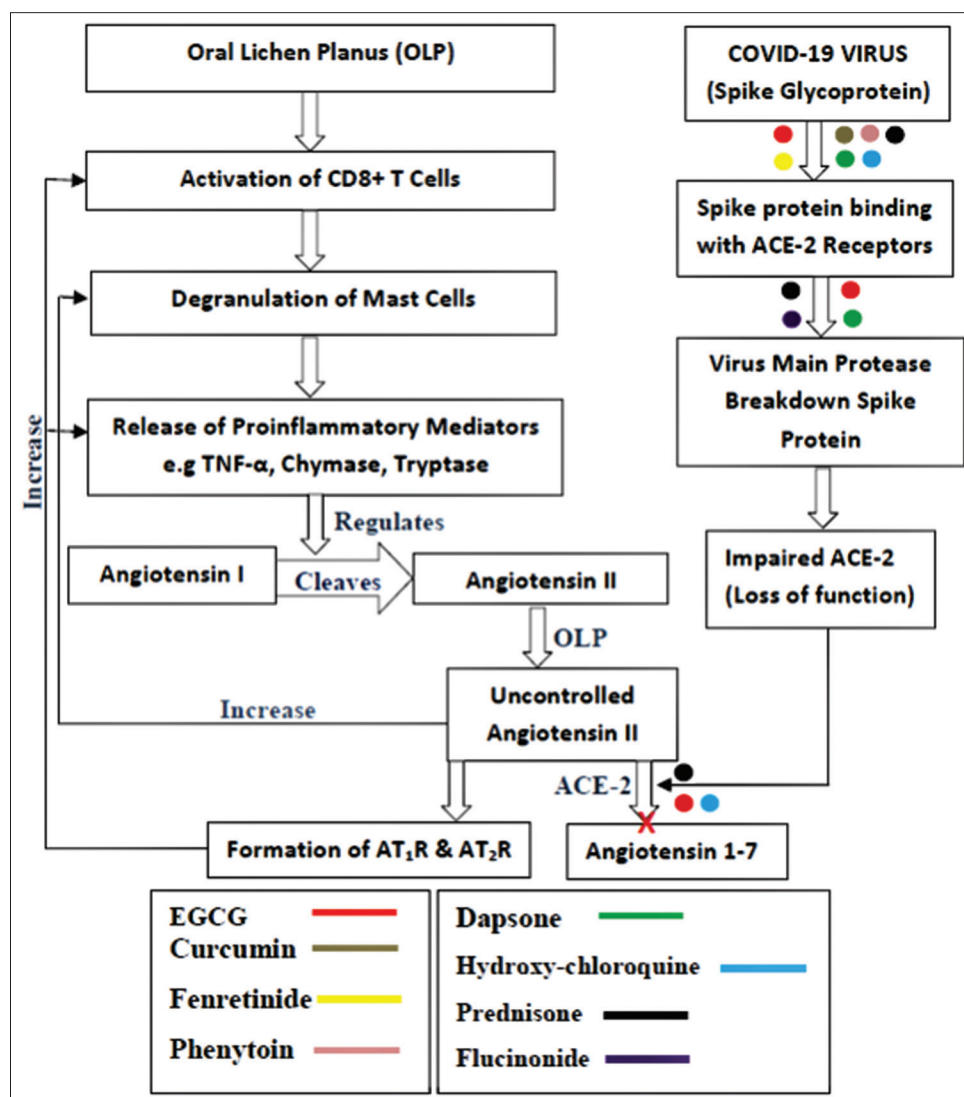 Oral Lichen Planus (OLP)
Activation of CD8+ T Cells
Degranulation of Mast Cells
Release of Proinflammatory Mediators
e.g TNF-α, Chymase, Tryptase
Regulates
Angiotensin I
Cleaves
Angiotensin II
OLP
Uncontrolled
Angiotensin II
Increase
Increase
ACE-2
X
Formation of AT₁R & AT₂R
Angiotensin 1-7
COVID-19 VIRUS
(Spike Glycoprotein)
Spike protein binding
with ACE-2 Receptors
Virus Main Protease
Breakdown Spike
Protein
Impaired ACE-2
(Loss of function)
EGCG
Curcumin
Fenretinide
Phenytoin
Dapsone
Hydroxy-chloroquine
Prednisone
Flucinonide